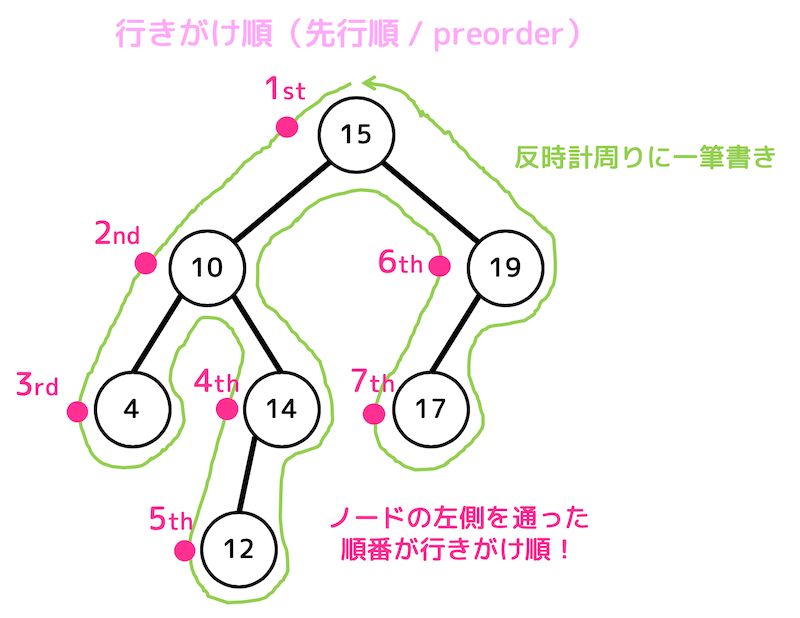 行きがけ順（先行順 / preorder）
1st
15
反時計周りに一筆書き
2nd
10
6th
19
3rd
4
4th
14
7th
17
5th
12
ノードの左側を通った
順番が行きがけ順！